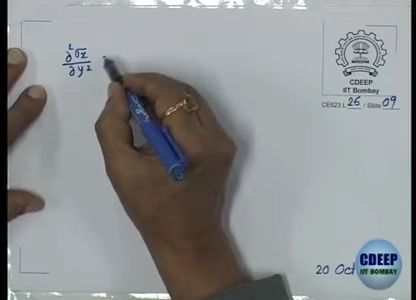 ∂²σx
∂y²
CDEEP
IIT Bombay
CE623 L 26 / Slide 09
20 Oct
CDEEP
IIT BOMBAY